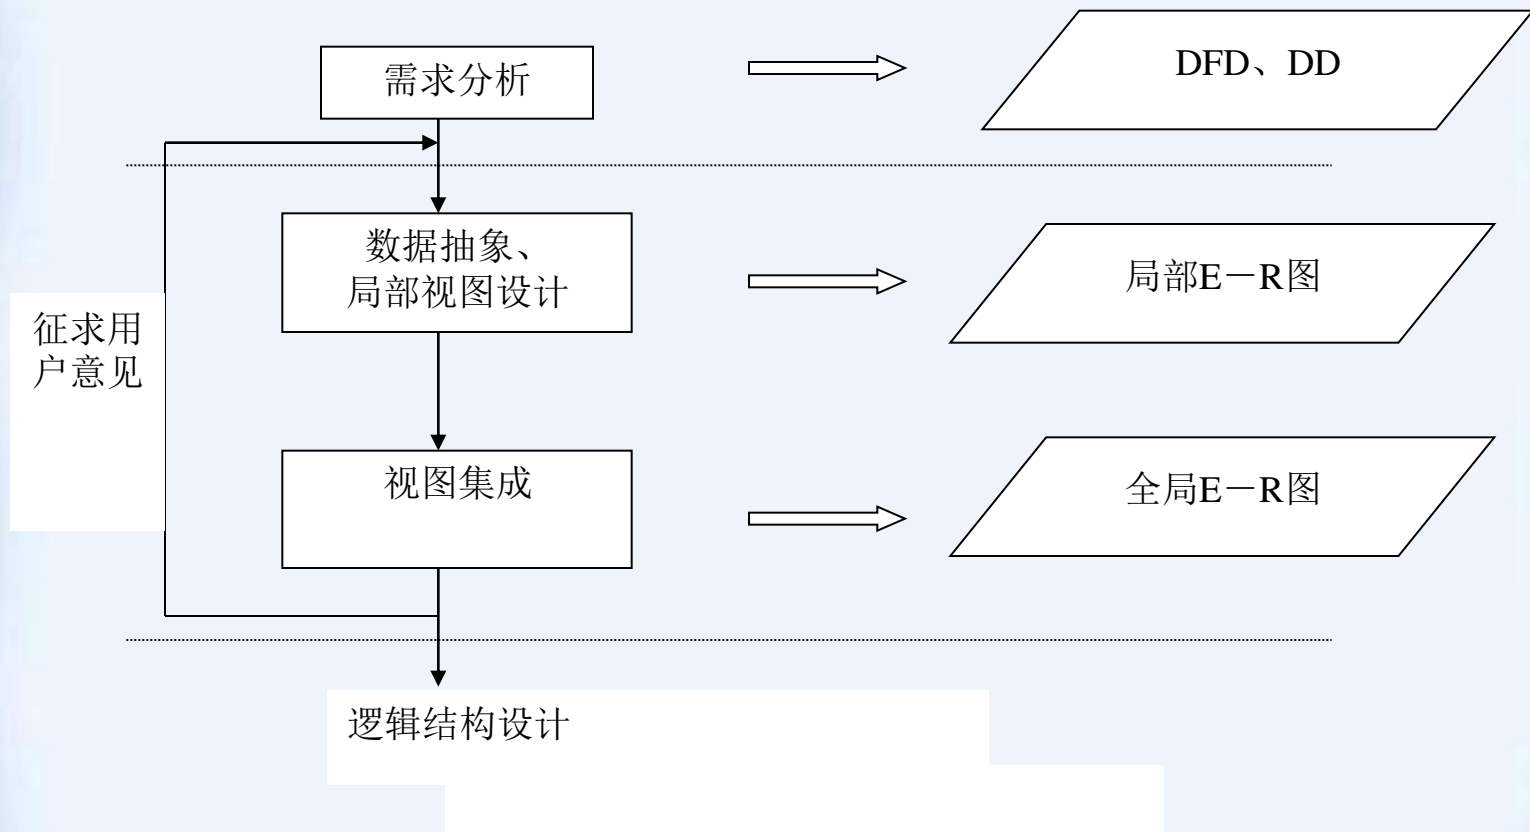 需求分析
DFD、DD
数据抽象、
局部视图设计
局部E－R图
征求用
户意见
视图集成
全局E－R图
逻辑结构设计